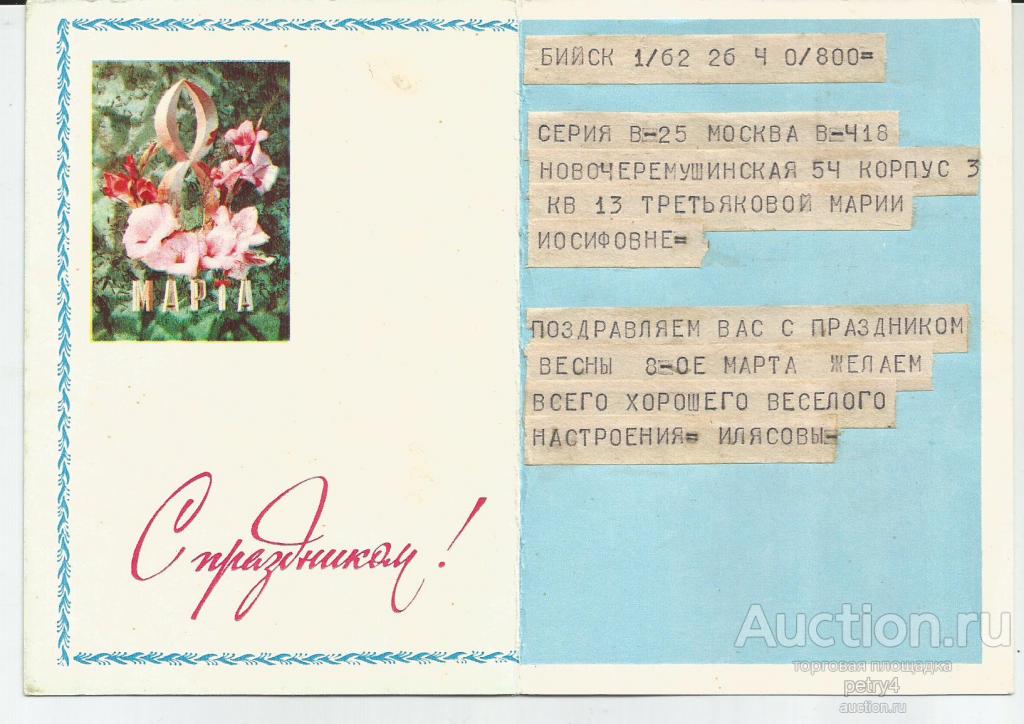 8
МАРТА
С праздником!
БИЙСК 1/62 26 Ч 0/800=
СЕРИЯ В-25 МОСКВА В-Ч18
НОВОЧЕРЕМУШИНСКАЯ 5Ч КОРПУС 3
КВ 13 ТРЕТЬЯКОВОЙ МАРИИ
ИОСИФОВНЕ=
ПОЗДРАВЛЯЕМ ВАС С ПРАЗДНИКОМ
ВЕСНЫ 8-ОЕ МАРТА ЖЕЛАЕМ
ВСЕГО ХОРОШЕГО ВЕСЕЛОГО
НАСТРОЕНИЯ= ИЛЯСОВЫ-
Auction.ru
торговая площадка
petry4
auction.ru